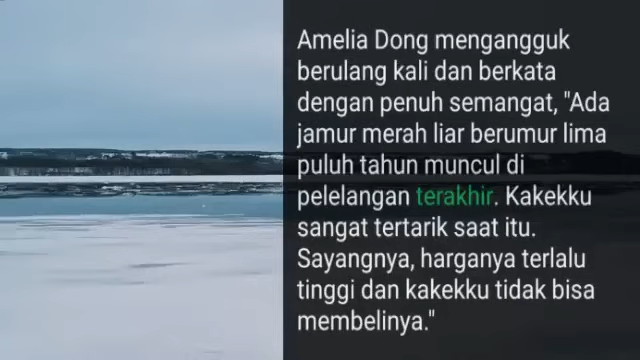 Amelia Dong mengangguk
berulang kali dan berkata
dengan penuh semangat, "Ada
jamur merah liar berumur lima
puluh tahun muncul di
pelelangan terakhir. Kakekku
sangat tertarik saat itu.
Sayangnya, harganya terlalu
tinggi dan kakekku tidak bisa
membelinya."